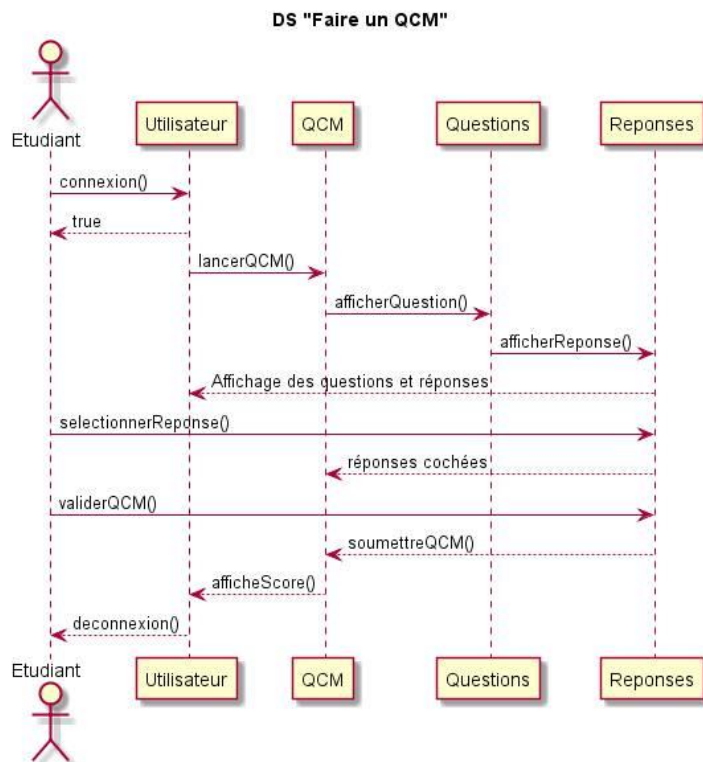 DS "Faire un QCM"
Etudiant
Utilisateur
QCM
Questions
Reponses
connexion()
true
lancerQCM()
afficherQuestion()
afficherReponse()
Affichage des questions et réponses
selectionnerReponse()
réponses cochées
validerQCM()
soumettreQCM()
afficheScore()
deconnexion()
Etudiant
Utilisateur
QCM
Questions
Reponses